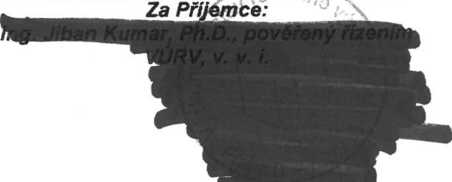 Za Příjemce:
Ing. Jiban Kumar, Ph.D., pověřený řízením
VÚRV, v. v. i.